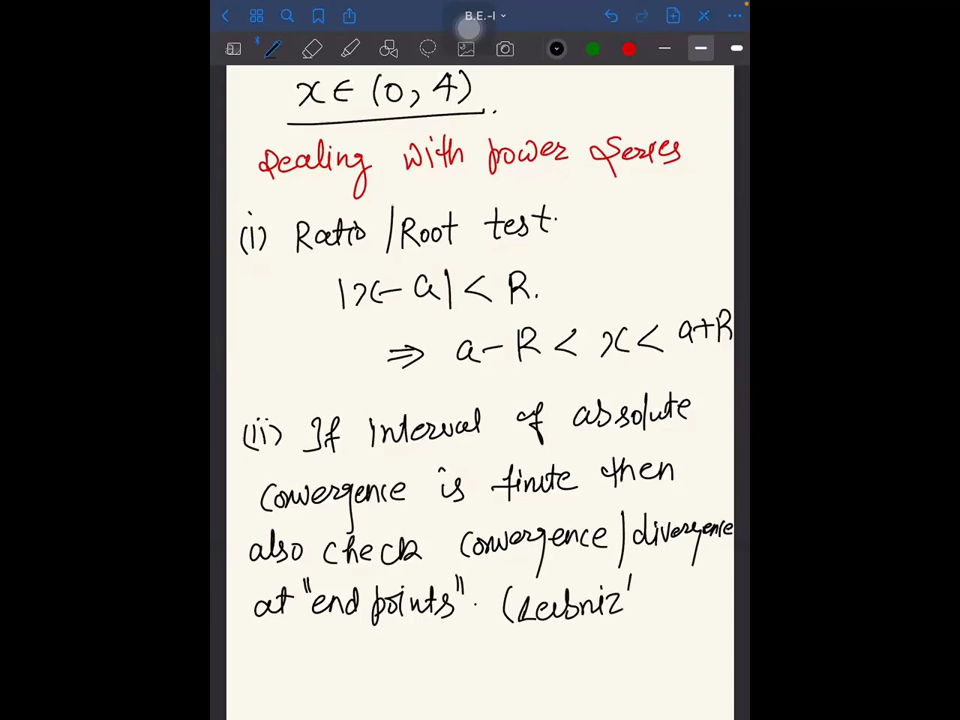 B.E.-I
x ∈ (0, 4).
Dealing with power Series
(i) Ratio/Root test.
|x-a| < R.
⇒ a-R < x < a+R
(ii) If interval of absolute
convergence is finite then
also check convergence/divergence
at "end points". (Leibniz'